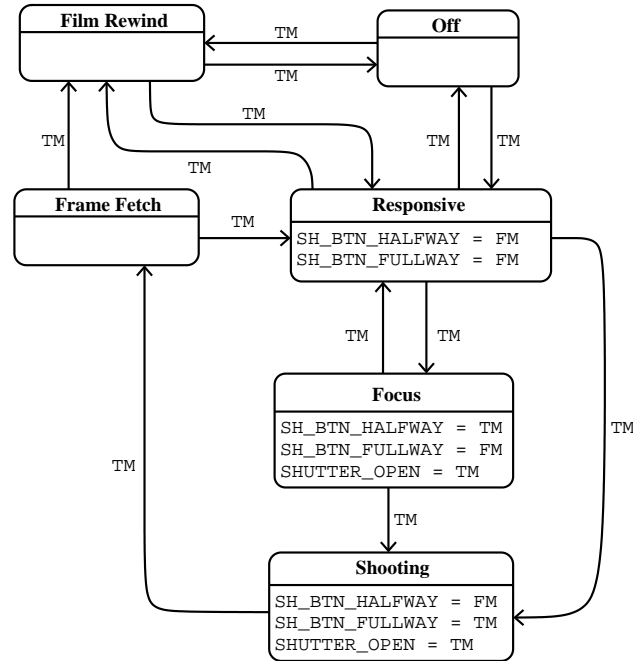 Film Rewind
Off
TM
TM
TM
TM
TM
TM
TM
Frame Fetch
TM
Responsive
SH_BTN_HALFWAY = FM
SH_BTN_FULLWAY = FM
TM
TM
Focus
SH_BTN_HALFWAY = TM
SH_BTN_FULLWAY = FM
SHUTTER_OPEN = TM
TM
TM
TM
Shooting
SH_BTN_HALFWAY = FM
SH_BTN_FULLWAY = TM
SHUTTER_OPEN = TM